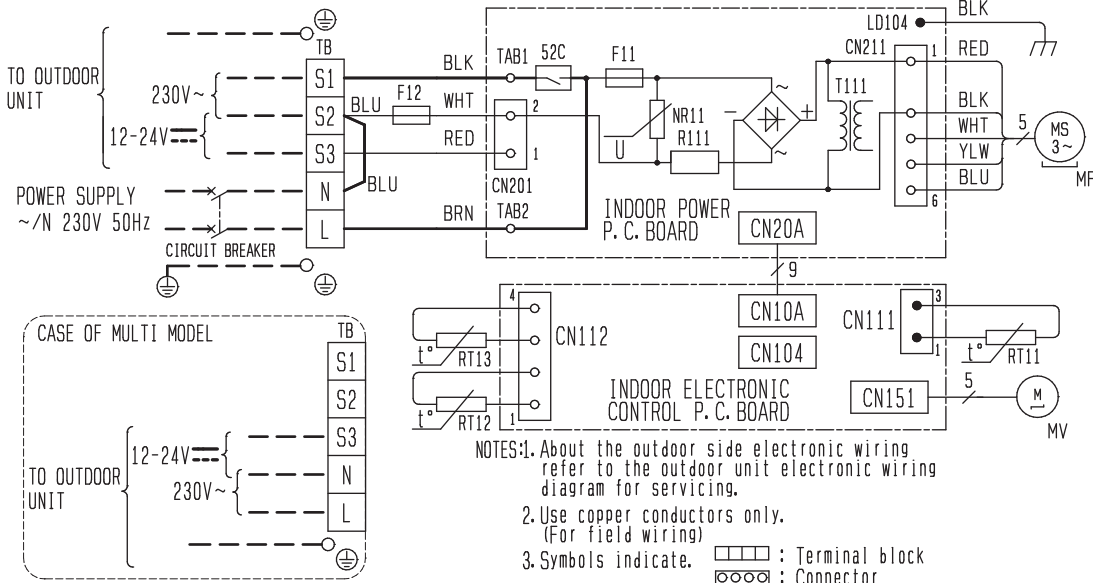 TO OUTDOOR
UNIT
230V~
12-24V
POWER SUPPLY
~/N 230V 50Hz
CIRCUIT BREAKER
TB
S1
S2
S3
N
L
BLK
BLU
F12
WHT
RED
BLU
BRN
TAB1
52C
2
1
CN201
TAB2
F11
NR11
U
R111
~
-
+
~
T111
LD104
BLK
CN211
1
RED
BLK
WHT
YLW
BLU
6
5
MS
3~
INDOOR POWER
P.C.BOARD
CN20A
9
CASE OF MULTI MODEL
TB
S1
S2
S3
N
L
12-24V
230V~
TO OUTDOOR
UNIT
4
CN112
1
t°
RT13
t°
RT12
CN10A
CN104
CN111
3
1
t°
RT11
CN151
5
M
MV
INDOOR ELECTRONIC
CONTROL P.C.BOARD
NOTES:1. About the outdoor side electronic wiring
refer to the outdoor unit electronic wiring
diagram for servicing.
2. Use copper conductors only.
(For field wiring)
3. Symbols indicate.
: Terminal block
: Connector